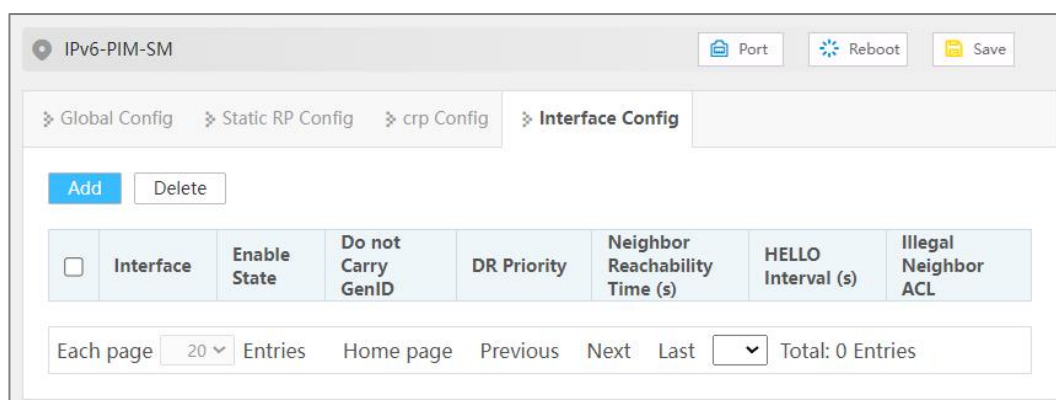 IPv6-PIM-SM Port Reboot Save
Global Config Static RP Config crp Config Interface Config
Add Delete
Interface Enable State Do not Carry GenID DR Priority Neighbor Reachability Time (s) HELLO Interval (s) Illegal Neighbor ACL
Each page 20 Entries Home page Previous Next Last Total: 0 Entries